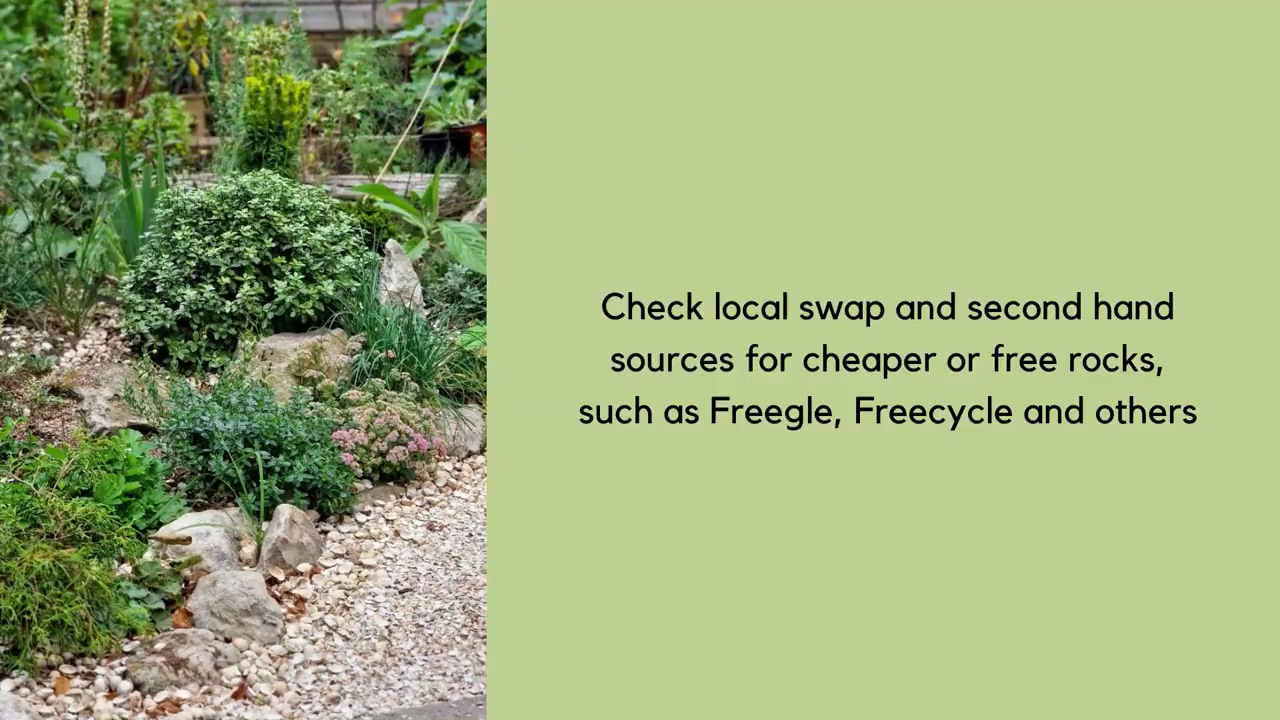 Check local swap and second hand
sources for cheaper or free rocks,
such as Freegle, Freecycle and others